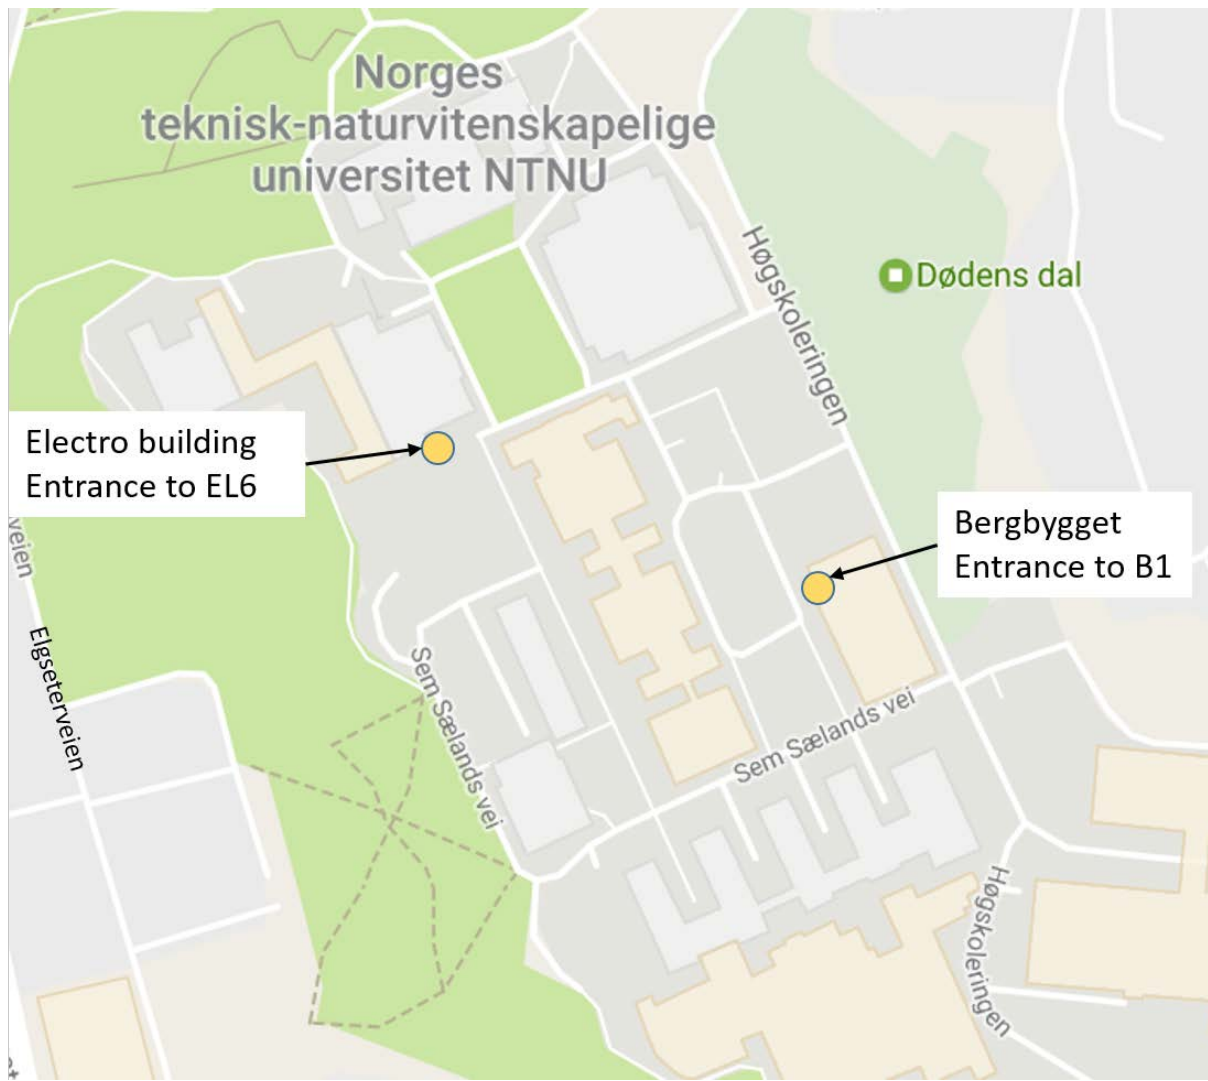 Norges
teknisk-naturvitenskapelige
universitet NTNU
Høgskoleringen
Dødens dal
Electro building
Entrance to EL6
Bergbygget
Entrance to B1
veien
Elgseterveien
Sem Sælands vei
Sem Sælands vei
Høgskoleringen